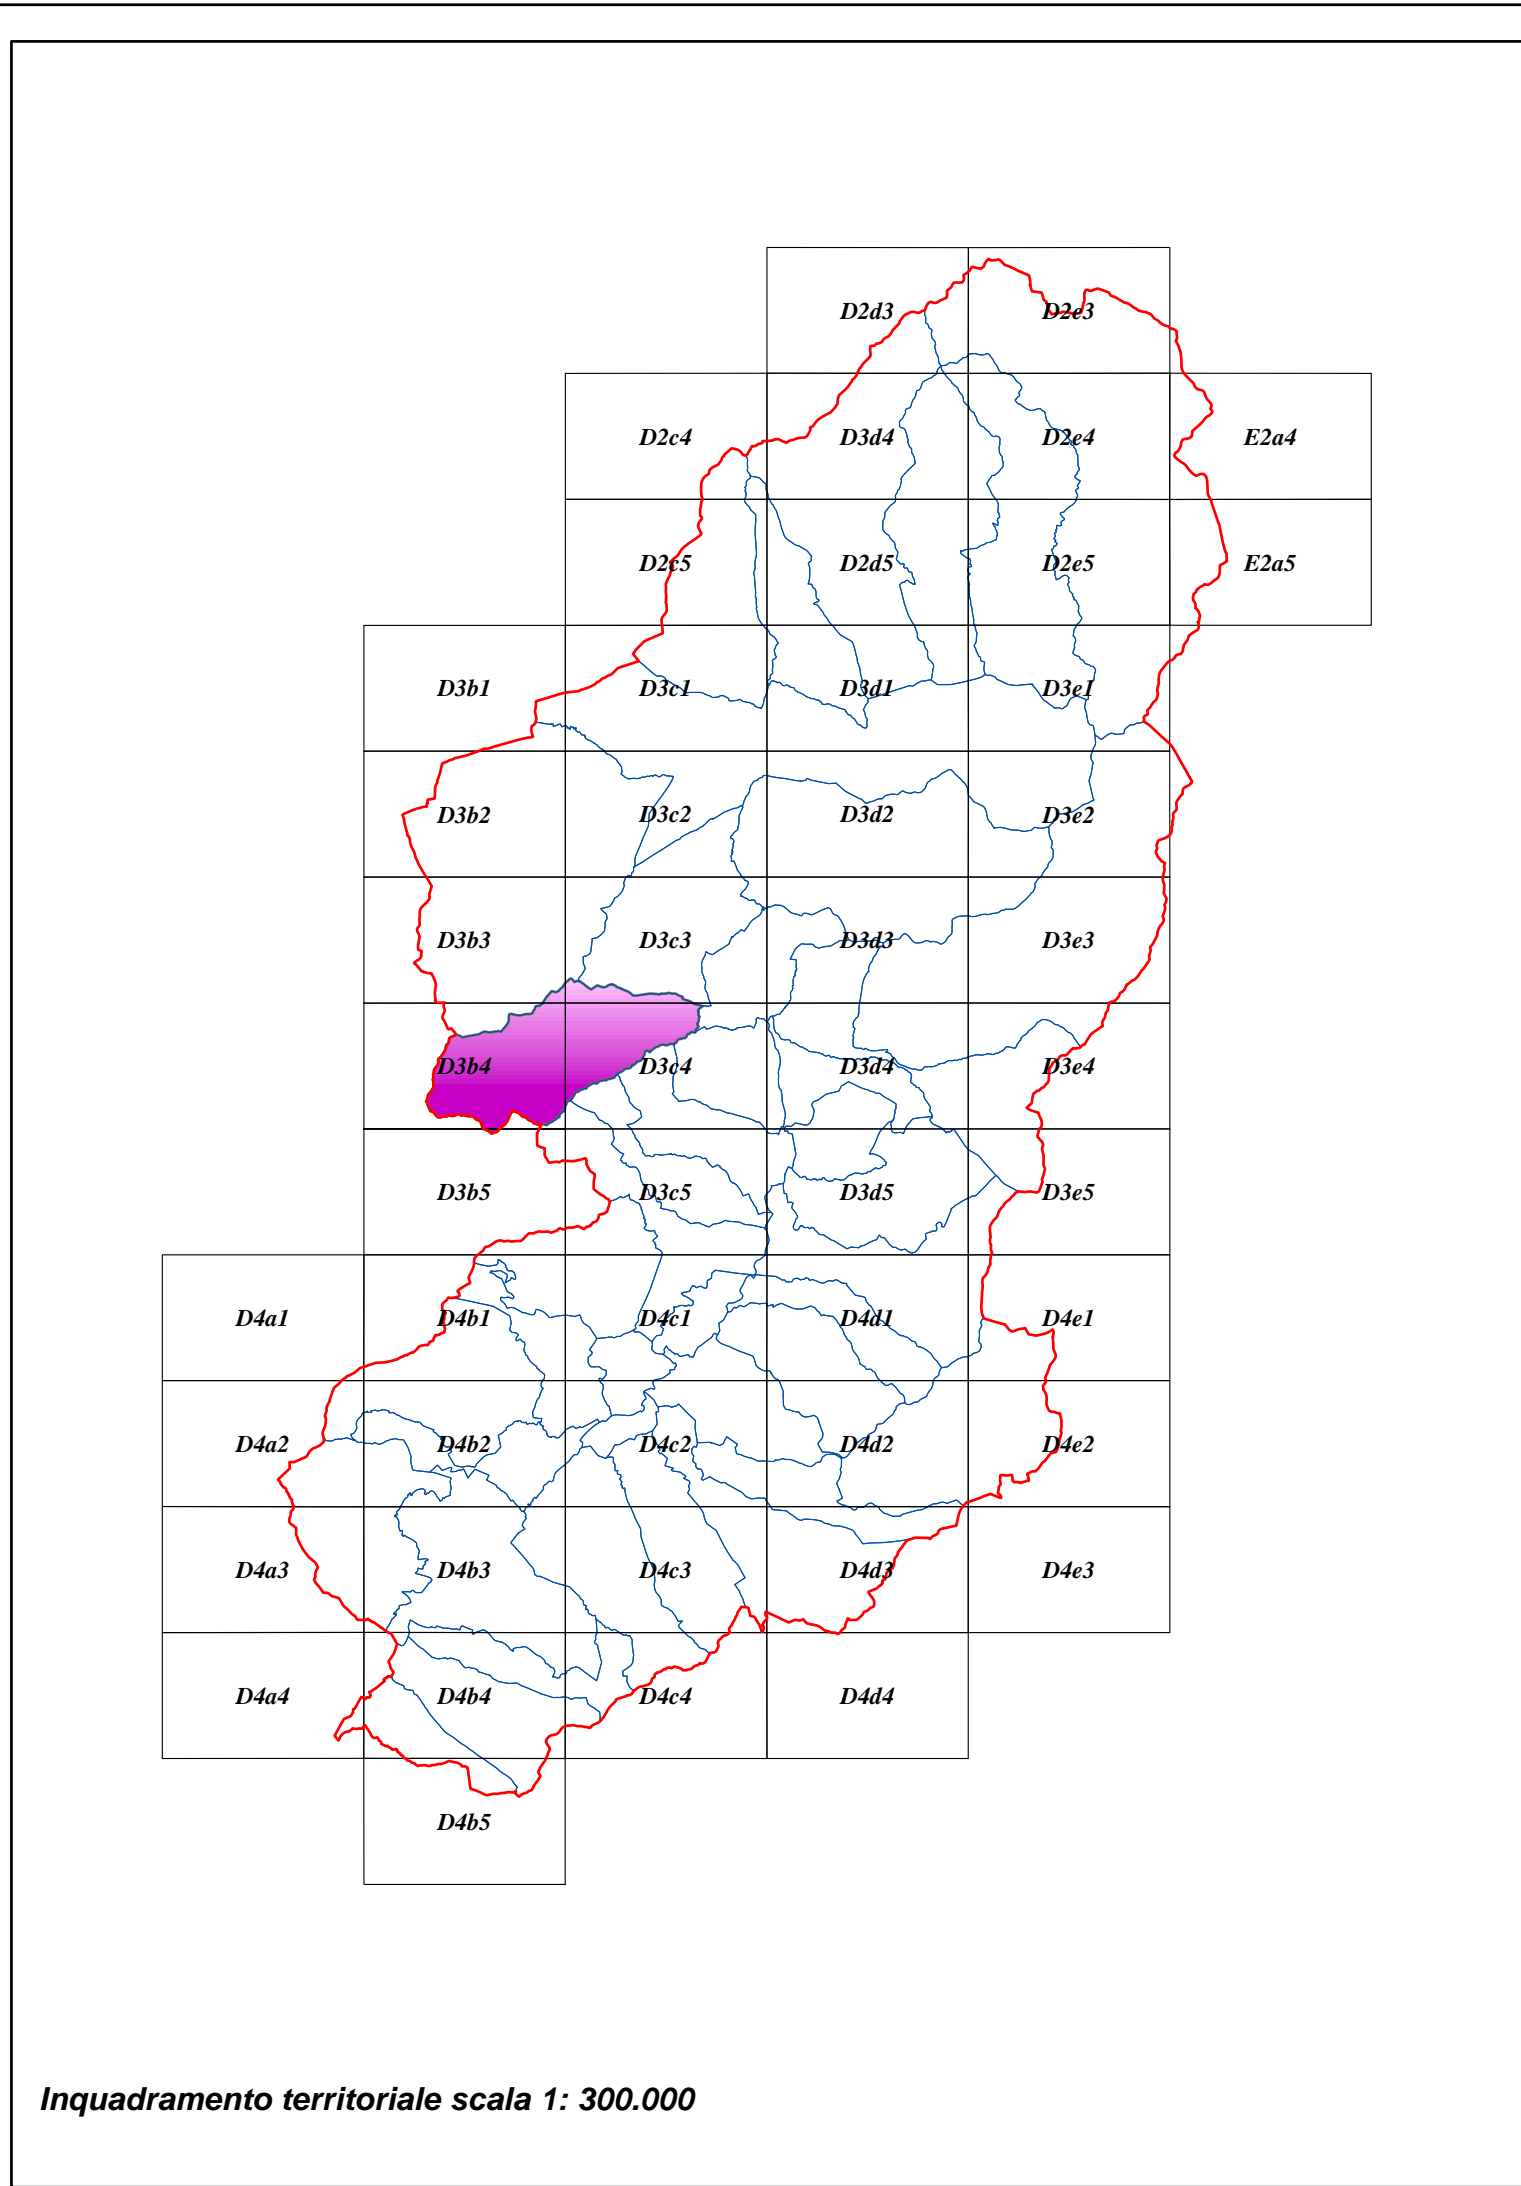 D2d3 D2e3
D2c4 D3d4 D2e4 E2a4
D2c5 D2d5 D2e5 E2a5
D3b1 D3c1 D3d1 D3e1
D3b2 D3c2 D3d2 D3e2
D3b3 D3c3 D3d3 D3e3
D3b4 D3c4 D3d4 D3e4
D3b5 D3c5 D3d5 D3e5
D4a1 D4b1 D4c1 D4d1 D4e1
D4a2 D4b2 D4c2 D4d2 D4e2
D4a3 D4b3 D4c3 D4d3 D4e3
D4a4 D4b4 D4c4 D4d4
D4b5
Inquadramento territoriale scala 1: 300.000